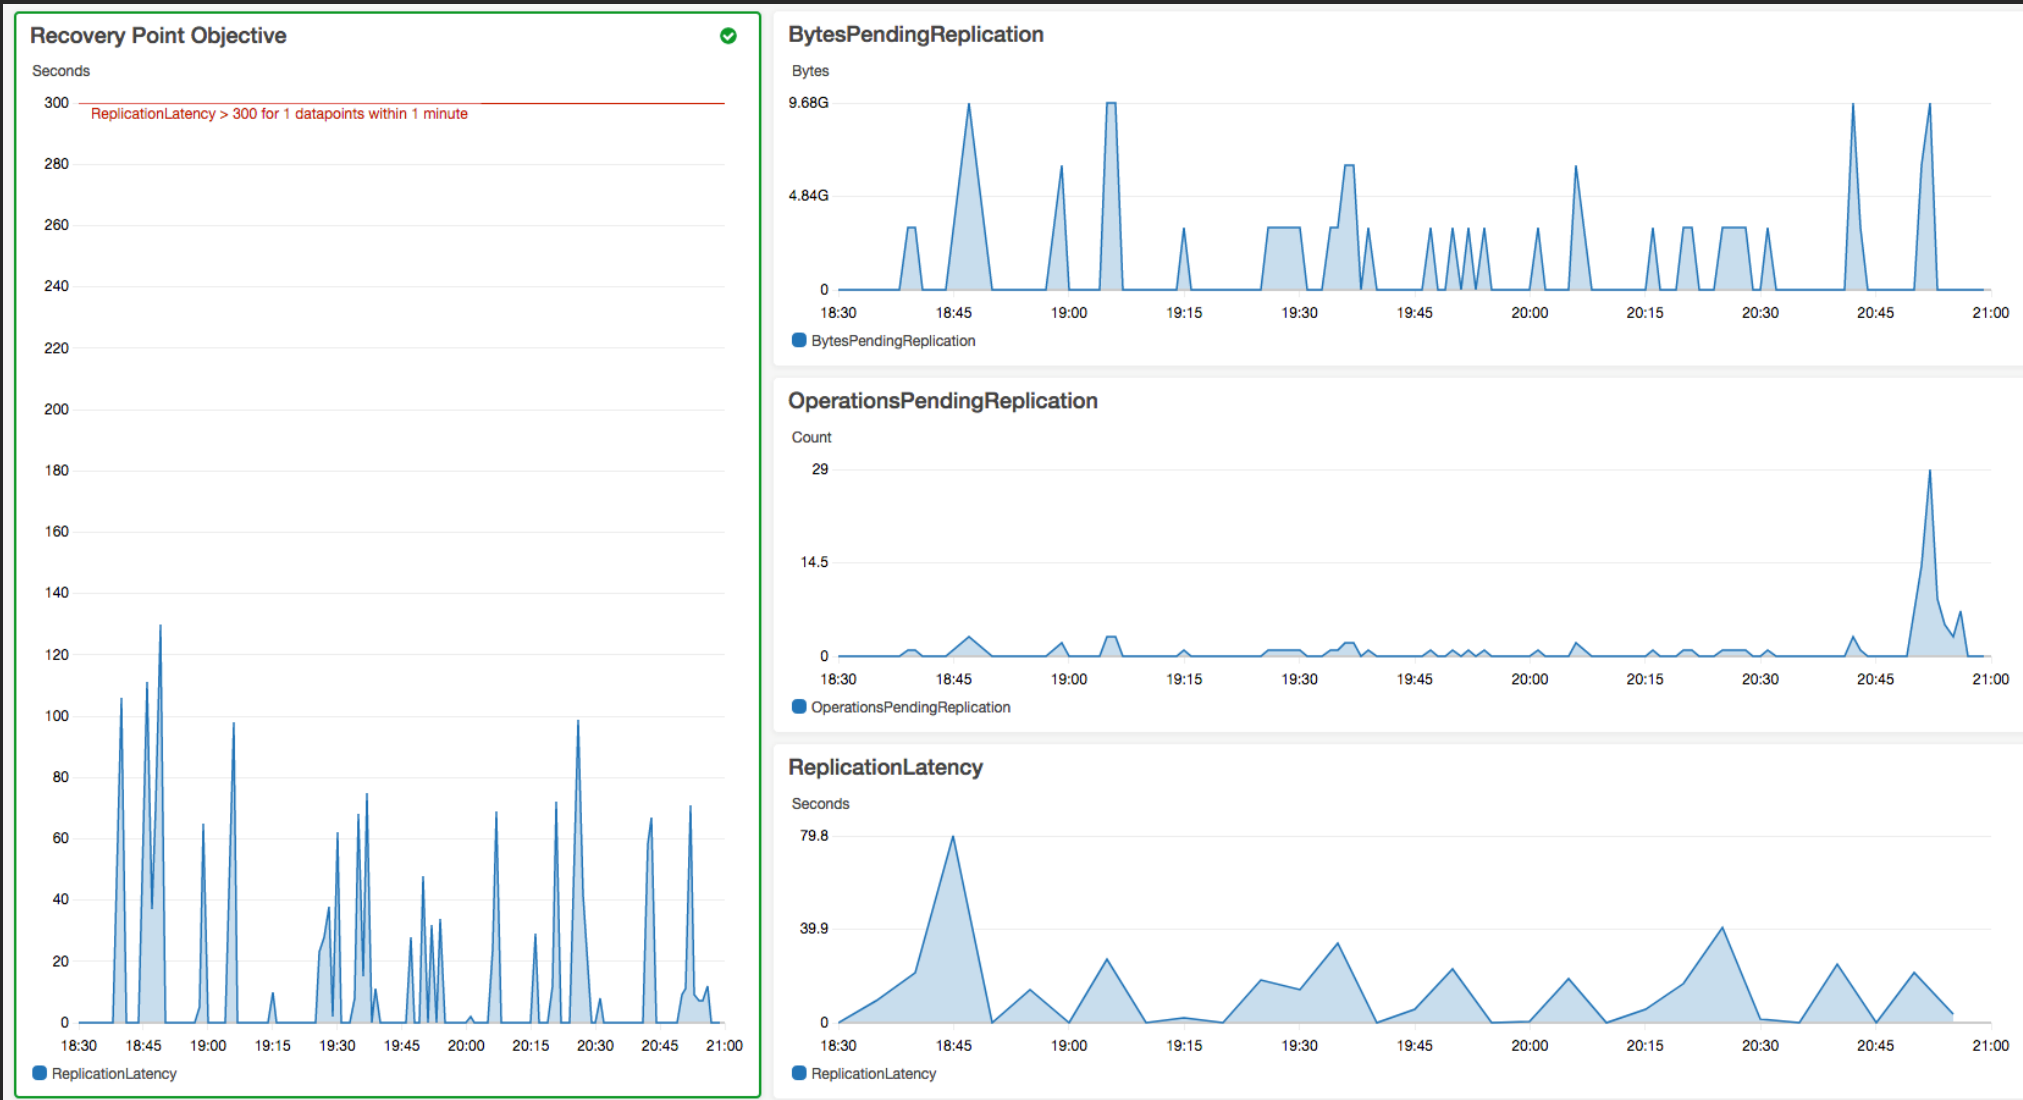 Recovery Point Objective
Seconds
300
ReplicationLatency > 300 for 1 datapoints within 1 minute
280
260
240
220
200
180
160
140
120
100
80
60
40
20
0
18:30 18:45 19:00 19:15 19:30 19:45 20:00 20:15 20:30 20:45 21:00
ReplicationLatency
BytesPendingReplication
Bytes
9.68G
4.84G
0
18:30 18:45 19:00 19:15 19:30 19:45 20:00 20:15 20:30 20:45 21:00
BytesPendingReplication
OperationsPendingReplication
Count
29
14.5
0
18:30 18:45 19:00 19:15 19:30 19:45 20:00 20:15 20:30 20:45 21:00
OperationsPendingReplication
ReplicationLatency
Seconds
79.8
39.9
0
18:30 18:45 19:00 19:15 19:30 19:45 20:00 20:15 20:30 20:45 21:00
ReplicationLatency